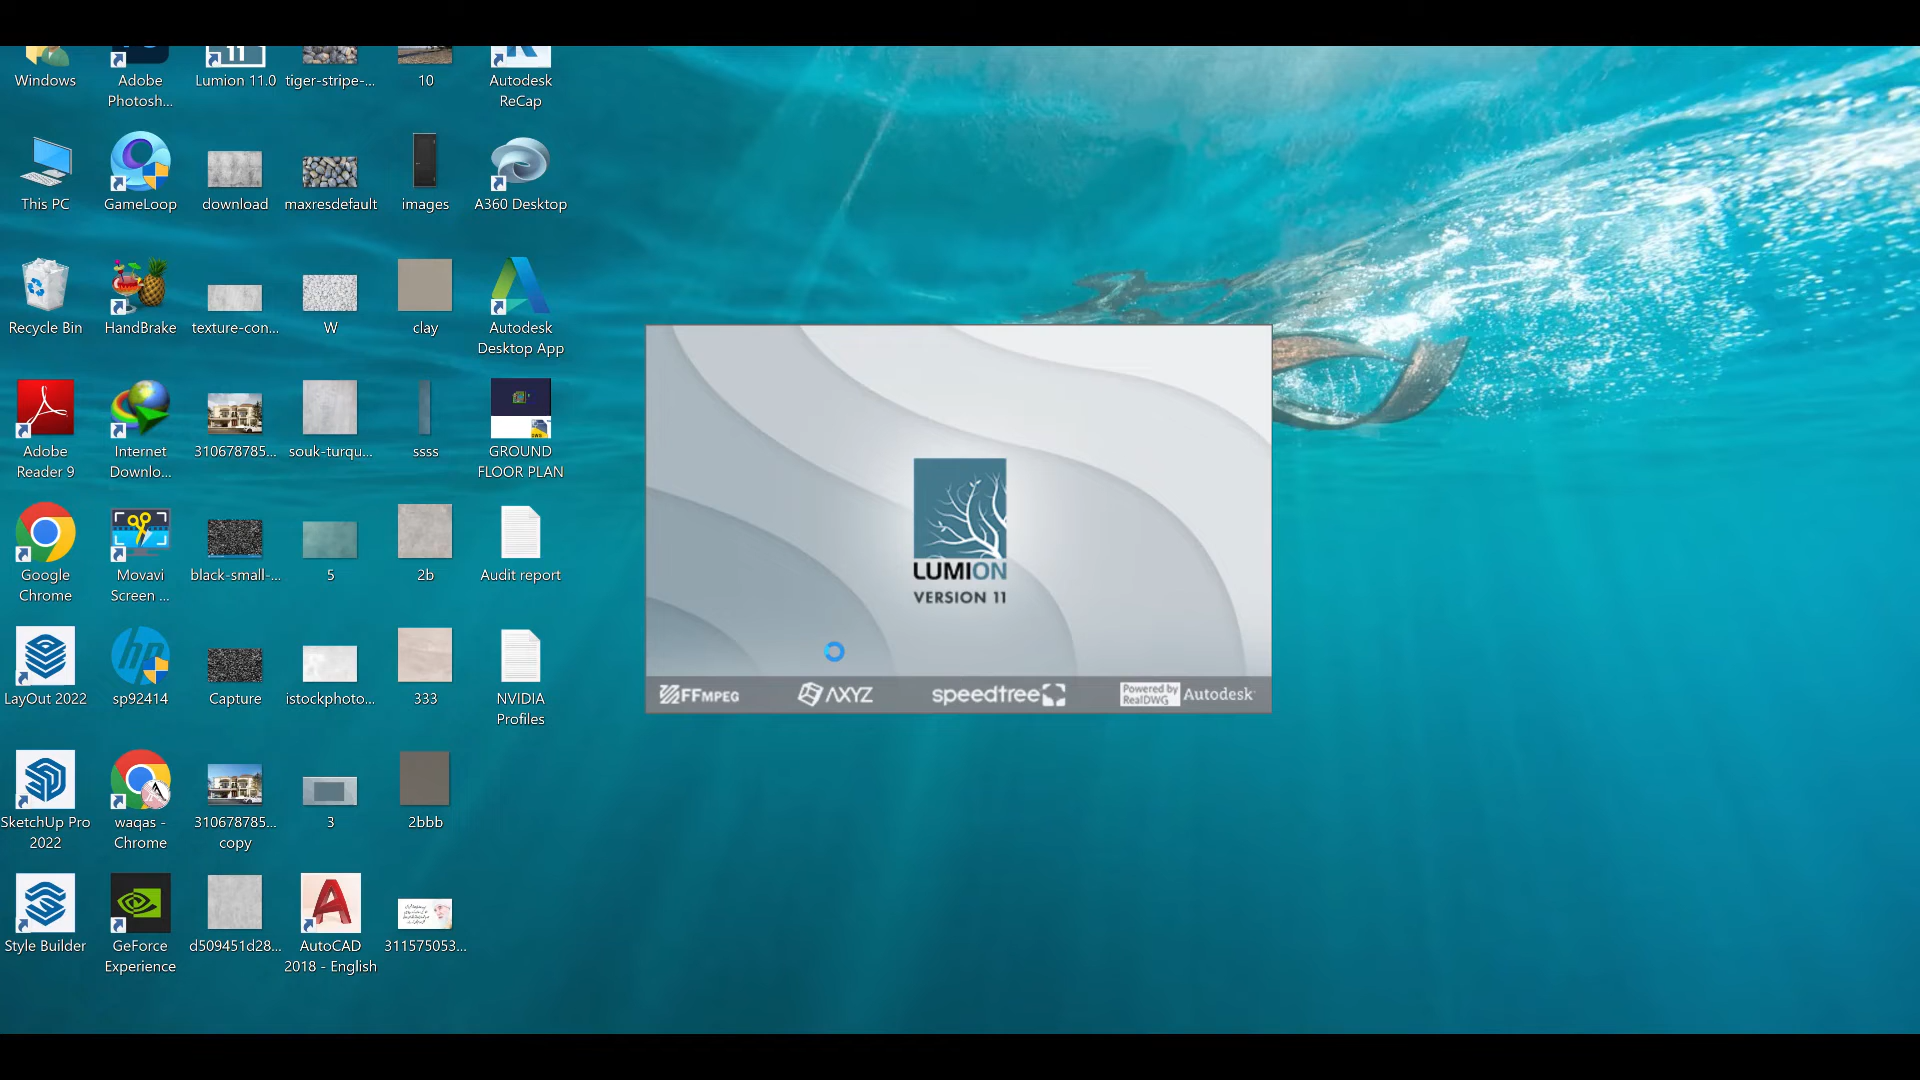 Windows
Adobe
Photosh...
Lumion 11.0
tiger-stripe-...
10
Autodesk
ReCap
This PC
GameLoop
download
maxresdefault
images
A360 Desktop
Recycle Bin
HandBrake
texture-con...
W
clay
Autodesk
Desktop App
Adobe
Reader 9
Internet
Downlo...
310678785...
souk-turqu...
ssss
GROUND
FLOOR PLAN
Google
Chrome
Movavi
Screen ...
black-small-...
5
2b
Audit report
LayOut 2022
sp92414
Capture
istockphoto...
333
NVIDIA
Profiles
SketchUp Pro
2022
waqas -
Chrome
310678785...
copy
3
2bbb
Style Builder
GeForce
Experience
d509451d28...
AutoCAD
2018 - English
311575053...
LUMION
VERSION 11
FFMPEG
AXYZ
speedtree
Powered by
RealDWG
Autodesk